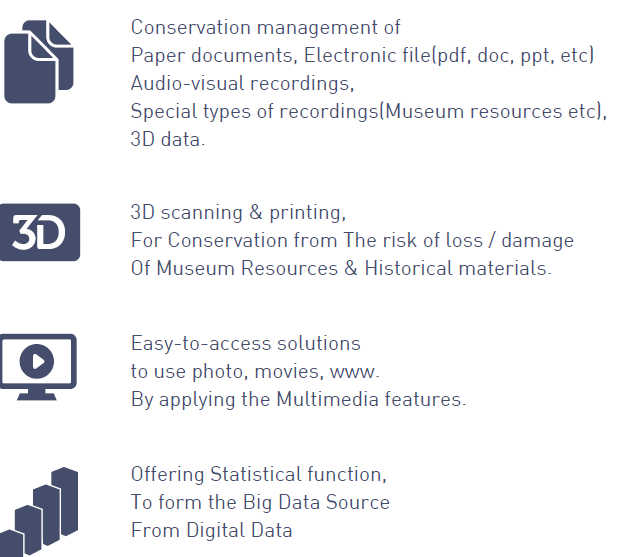 Conservation management of
Paper documents, Electronic file(pdf, doc, ppt, etc)
Audio-visual recordings,
Special types of recordings(Museum resources etc),
3D data.
3D
3D scanning & printing,
For Conservation from The risk of loss / damage
Of Museum Resources & Historical materials.
Easy-to-access solutions
to use photo, movies, www.
By applying the Multimedia features.
Offering Statistical function,
To form the Big Data Source
From Digital Data